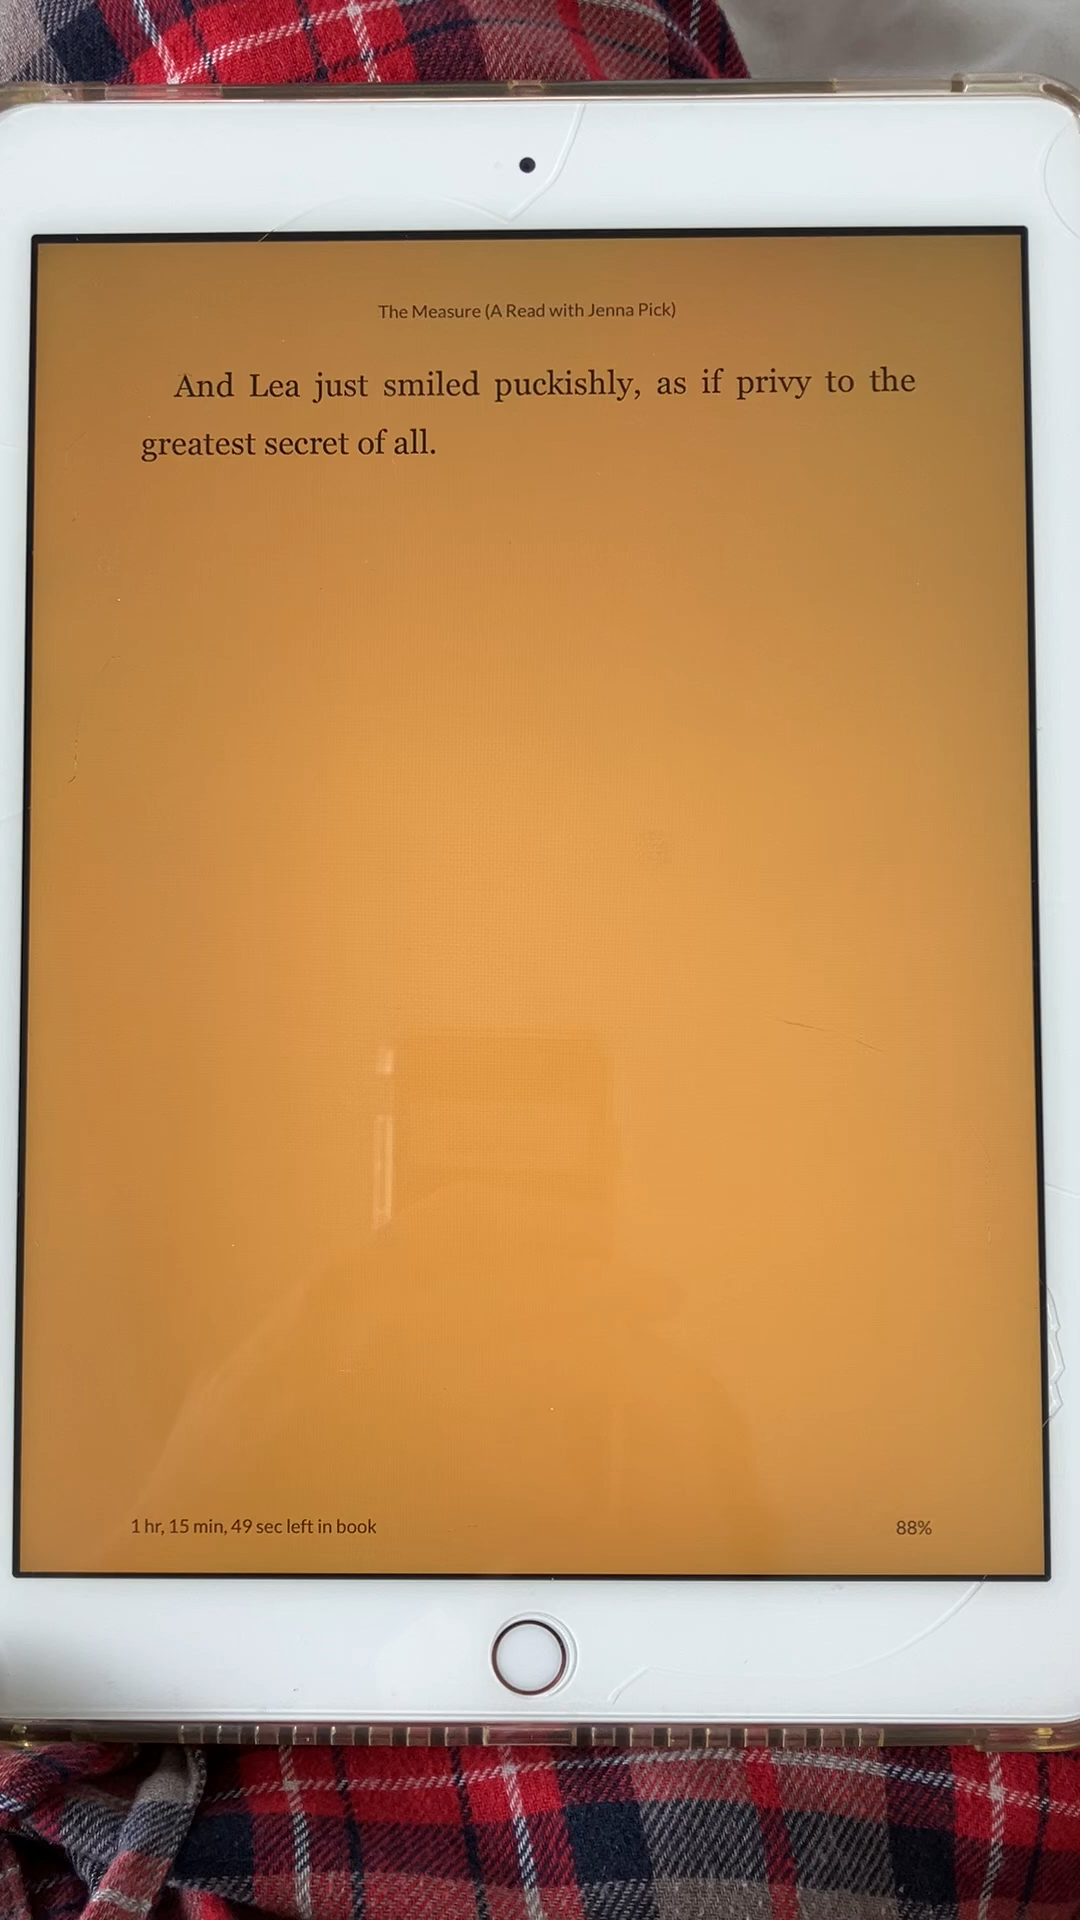 The Measure (A Read with Jenna Pick)
And Lea just smiled puckishly, as if privy to the
greatest secret of all.
1 hr, 15 min, 49 sec left in book
88%